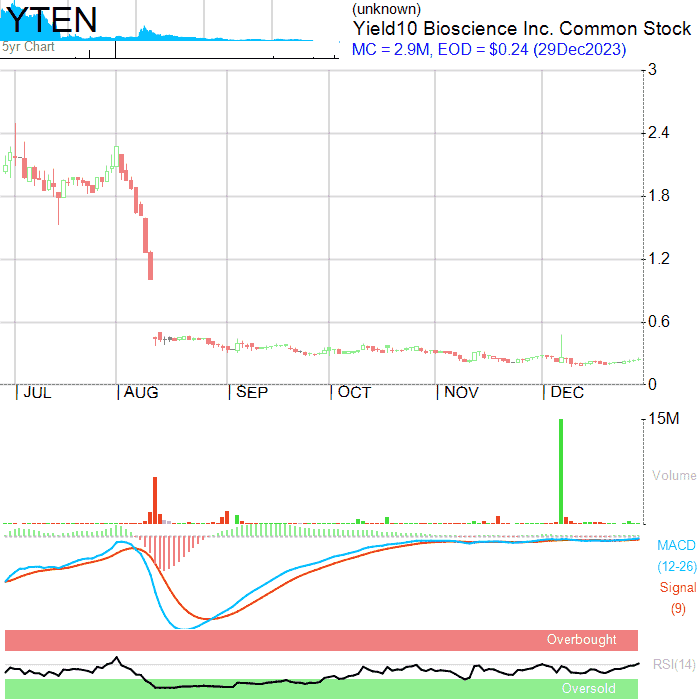 YTEN
5yr Chart
(unknown)
Yield10 Bioscience Inc. Common Stock
MC = 2.9M, EOD = $0.24 (29Dec2023)
3
2.4
1.8
1.2
0.6
0
JUL AUG SEP OCT NOV DEC
15M
Volume
MACD
(12-26)
Signal
(9)
Overbought
RSI(14)
Oversold